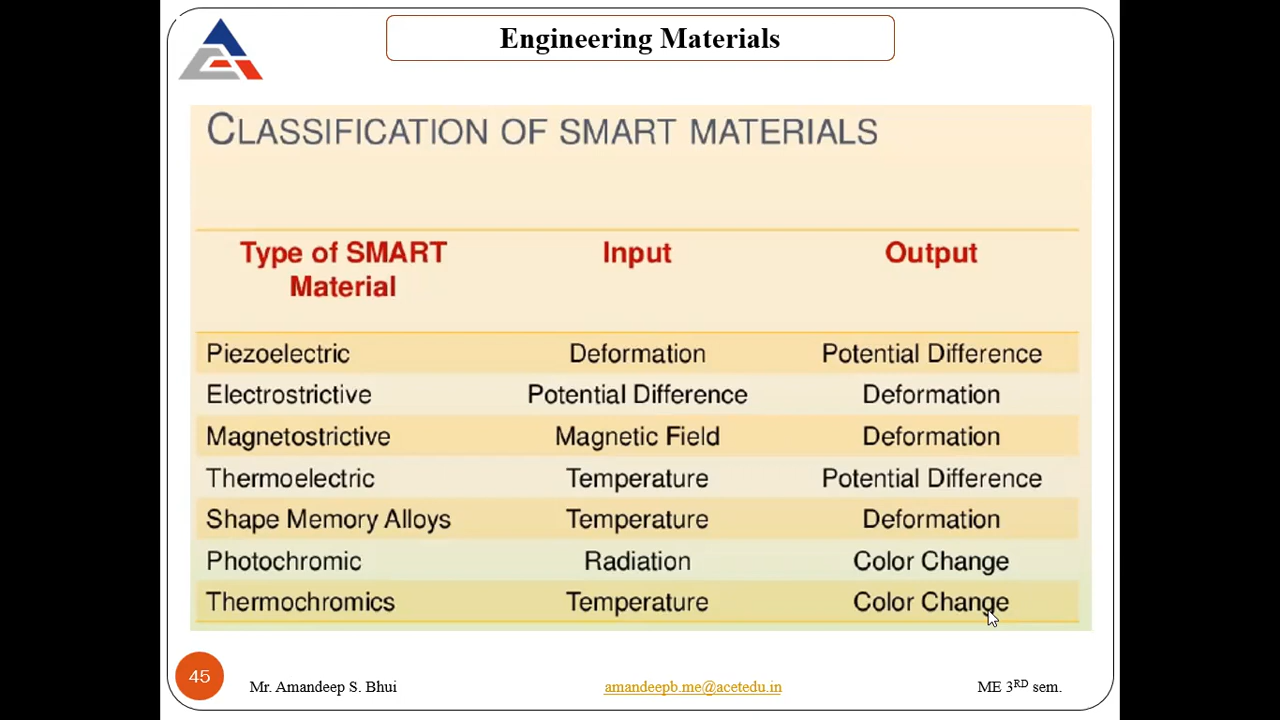 Engineering Materials
CLASSIFICATION OF SMART MATERIALS
Type of SMART Material Input Output
Piezoelectric Deformation Potential Difference
Electrostrictive Potential Difference Deformation
Magnetostrictive Magnetic Field Deformation
Thermoelectric Temperature Potential Difference
Shape Memory Alloys Temperature Deformation
Photochromic Radiation Color Change
Thermochromics Temperature Color Change
45 Mr. Amandeep S. Bhui amandeepb.me@acetedu.in ME 3RD sem.